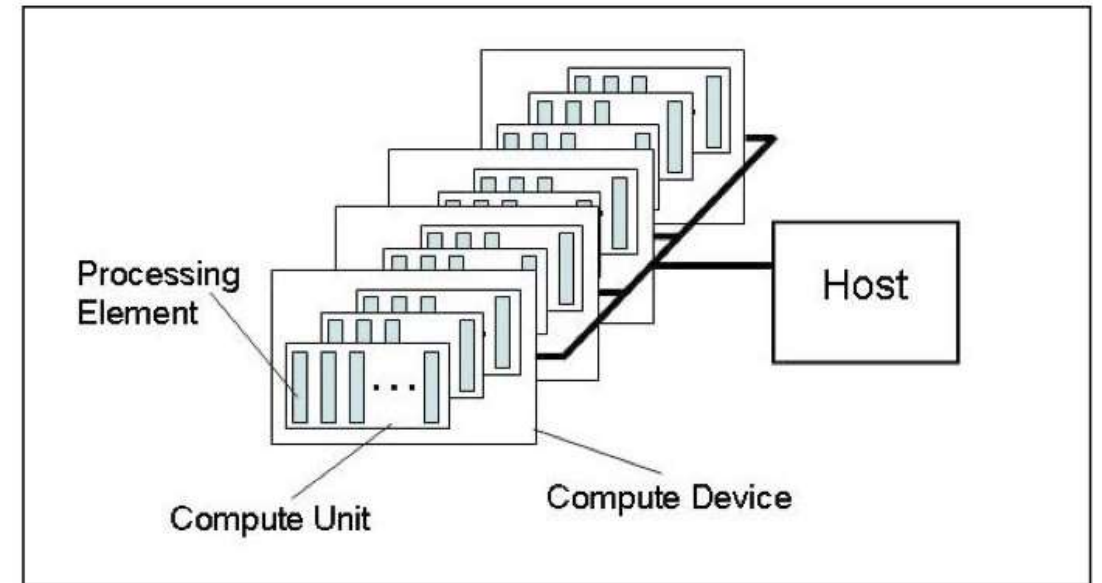 Processing
Element
Host
Compute Device
Compute Unit